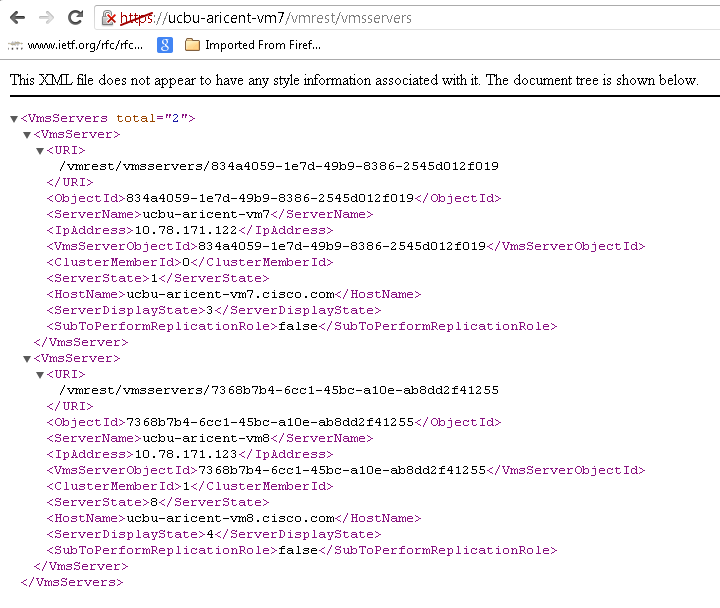 https://ucbu-aricent-vm7/vmrest/vmsservers
www.ietf.org/rfc/rfc... 8 Imported From Firef...
This XML file does not appear to have any style information associated with it. The document tree is shown below.
<VmsServers total="2">
<VmsServer>
<URI>
/vmrest/vmsservers/834a4059-1e7d-49b9-8386-2545d012f019
</URI>
<ObjectId>834a4059-1e7d-49b9-8386-2545d012f019</ObjectId>
<ServerName>ucbu-aricent-vm7</ServerName>
<IpAddress>10.78.171.122</IpAddress>
<VmsServerObjectId>834a4059-1e7d-49b9-8386-2545d012f019</VmsServerObjectId>
<ClusterMemberId>0</ClusterMemberId>
<ServerState>1</ServerState>
<HostName>ucbu-aricent-vm7.cisco.com</HostName>
<ServerDisplayState>3</ServerDisplayState>
<SubToPerformReplicationRole>false</SubToPerformReplicationRole>
</VmsServer>
<VmsServer>
<URI>
/vmrest/vmsservers/7368b7b4-6cc1-45bc-a10e-ab8dd2f41255
</URI>
<ObjectId>7368b7b4-6cc1-45bc-a10e-ab8dd2f41255</ObjectId>
<ServerName>ucbu-aricent-vm8</ServerName>
<IpAddress>10.78.171.123</IpAddress>
<VmsServerObjectId>7368b7b4-6cc1-45bc-a10e-ab8dd2f41255</VmsServerObjectId>
<ClusterMemberId>1</ClusterMemberId>
<ServerState>8</ServerState>
<HostName>ucbu-aricent-vm8.cisco.com</HostName>
<ServerDisplayState>4</ServerDisplayState>
<SubToPerformReplicationRole>false</SubToPerformReplicationRole>
</VmsServer>
</VmsServers>